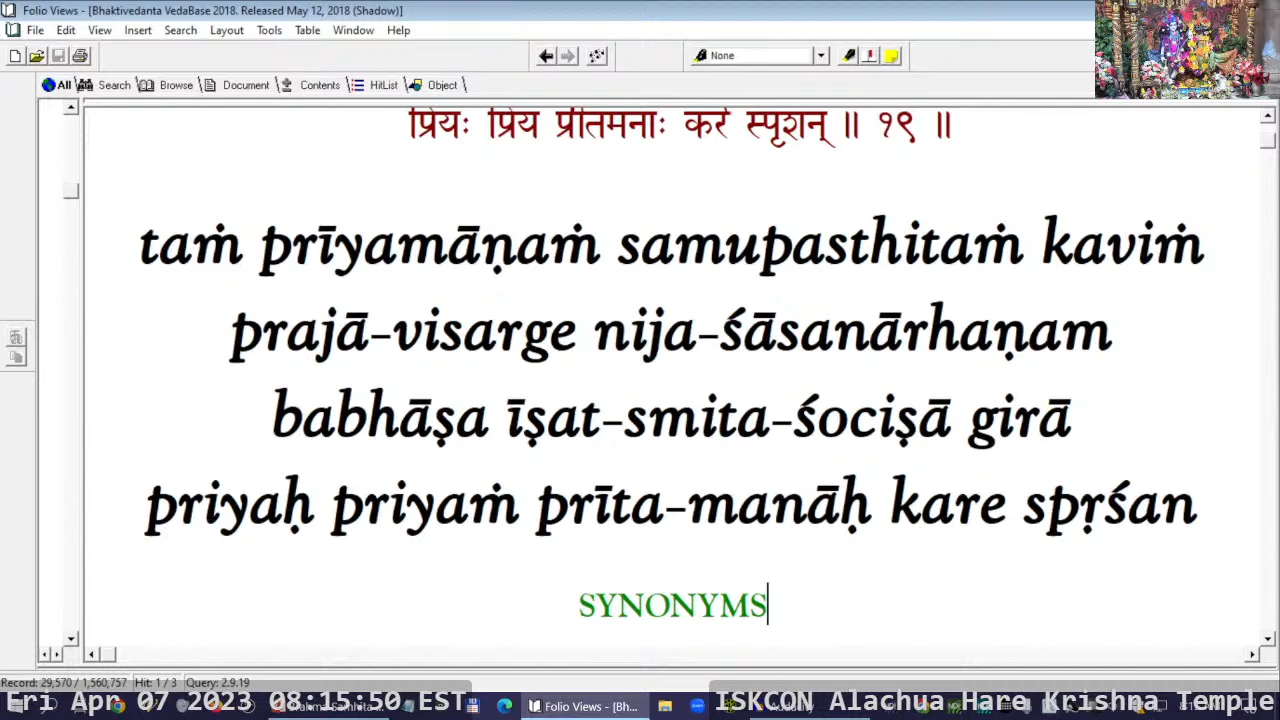 Folio Views - [Bhaktivedanta VedaBase 2018. Released May 12, 2018 (Shadow)]
File Edit View Insert Search Layout Tools Table Window Help
None
All Search Browse Document Contents HitList Object
प्रियः प्रियं प्रीतमनाः करे स्पृशन् ॥ १९ ॥
taṁ prīyamāṇaṁ samupasthitaṁ kaviṁ
prajā-visarge nija-śāsanārhaṇam
babhāṣa īṣat-smita-śociṣā girā
priyaḥ priyaṁ prīta-manāḥ kare spṛśan
SYNONYMS
Record: 29,570 / 1,560,757 Hit: 1 / 3 Query: 2.9.19
Fri Apr 07 2023 08:15:50 EST
Folio Views - [Bh...
ISKCON Alachua Hare Krishna Temple